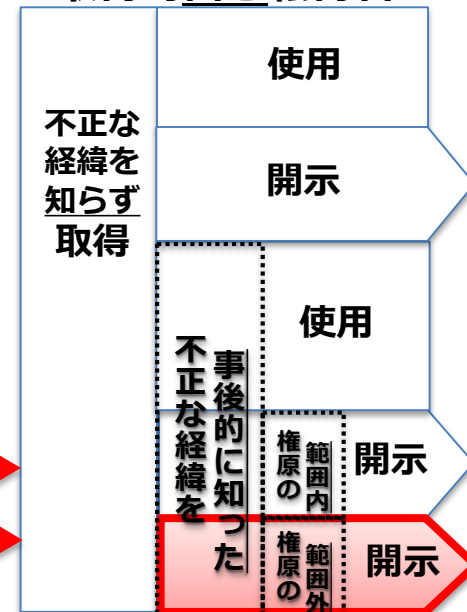 不正な
経緯を
知らず
取得
使用
開示
使用
事後的に知った
不正な経緯を
範囲内
権原の
開示
範囲外
権原の
開示